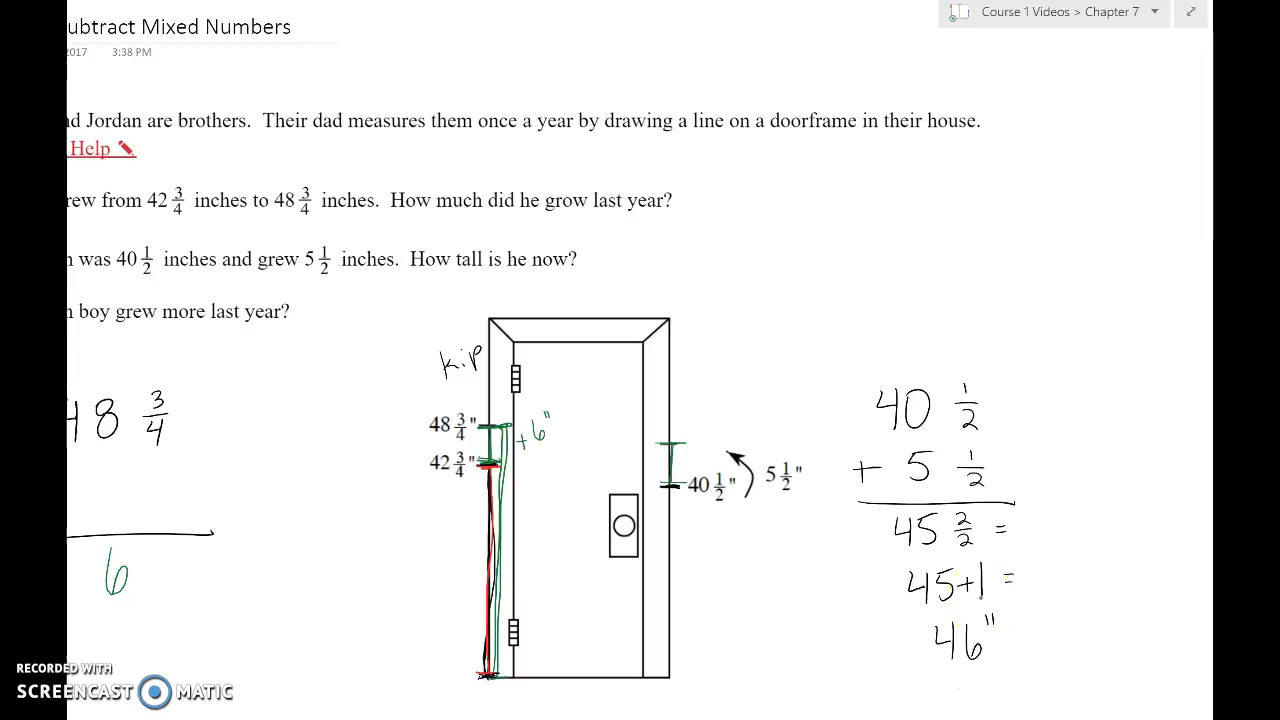 ubtract Mixed Numbers
Course 1 Videos > Chapter 7
2017 3:38 PM
nd Jordan are brothers. Their dad measures them once a year by drawing a line on a doorframe in their house.
Help
rew from 42 3/4 inches to 48 3/4 inches. How much did he grow last year?
n was 40 1/2 inches and grew 5 1/2 inches. How tall is he now?
h boy grew more last year?
48 3/4
6
Kip
48 3/4"
+6"
42 3/4"
40 1/2"
5 1/2"
40 1/2
+ 5 1/2
45 2/2 =
45+1 =
46"
RECORDED WITH
SCREENCAST MATIC